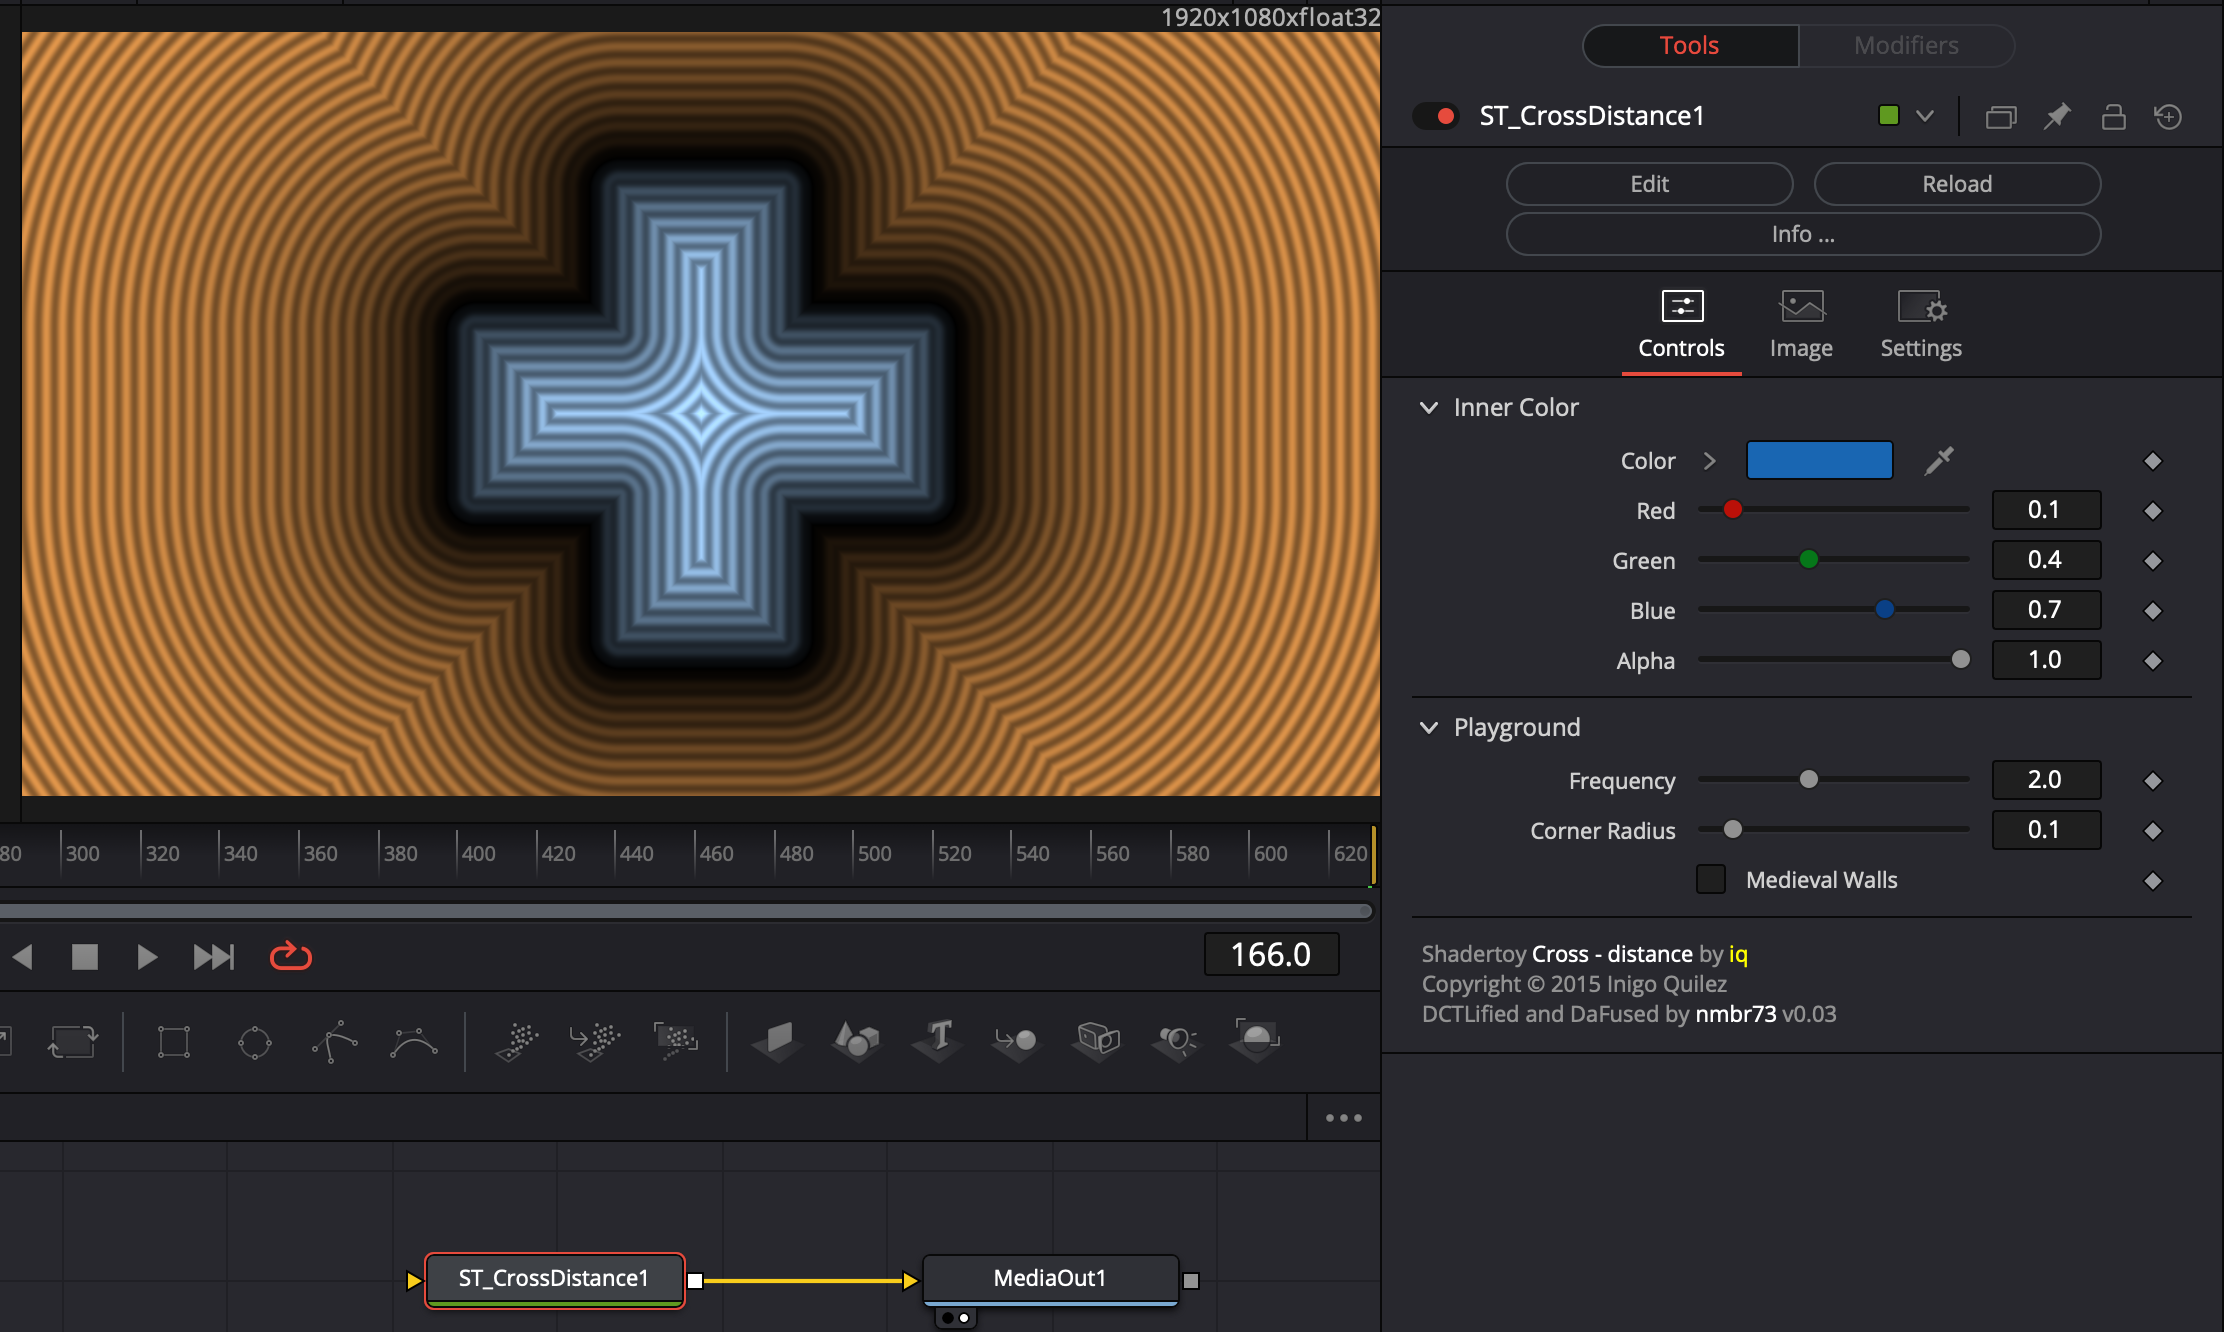 1920x1080xfloat32
Tools
Modifiers
ST_CrossDistance1
Edit
Reload
Info ...
Controls
Image
Settings
Inner Color
Color
Red
0.1
Green
0.4
Blue
0.7
Alpha
1.0
Playground
Frequency
2.0
Corner Radius
0.1
Medieval Walls
Shadertoy Cross - distance by iq
Copyright © 2015 Inigo Quilez
DCTLified and DaFused by nmbr73 v0.03
80 300 320 340 360 380 400 420 440 460 480 500 520 540 560 580 600 620
166.0
ST_CrossDistance1
MediaOut1